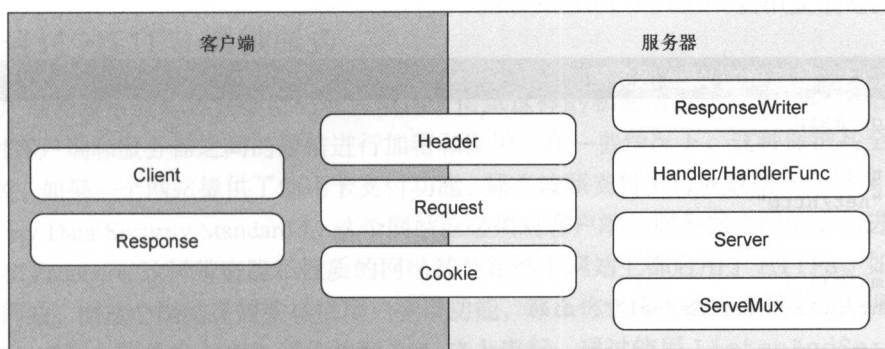 客户端
服务器
Client
Response
Header
Request
Cookie
ResponseWriter
Handler/HandlerFunc
Server
ServeMux